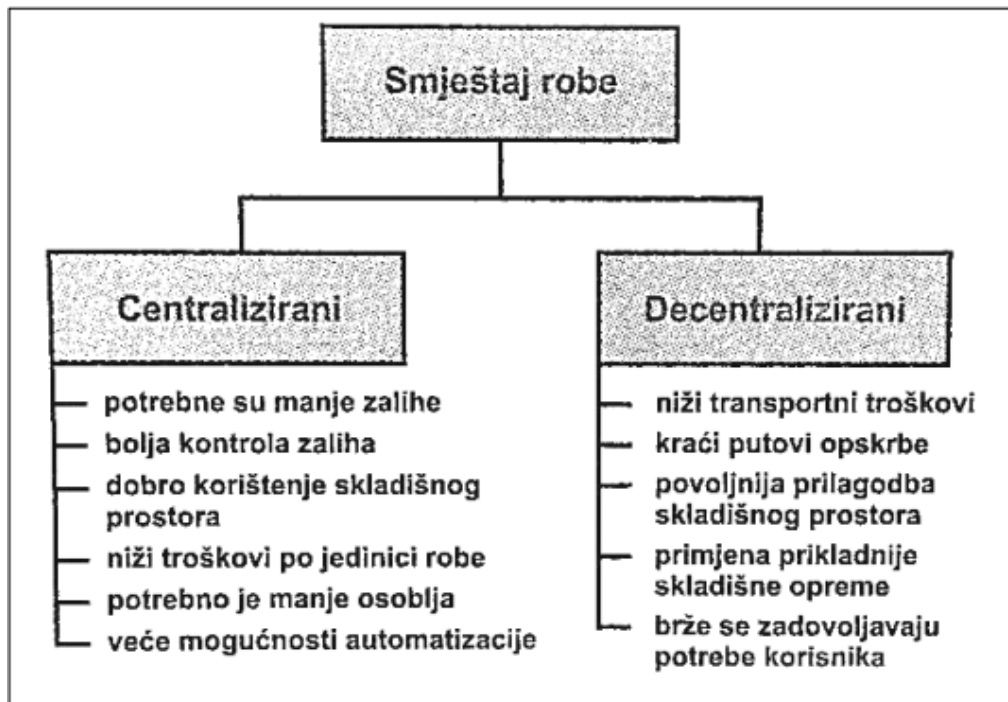 Smještaj robe
Centralizirani
potrebne su manje zalihe
bolja kontrola zaliha
dobro korištenje skladišnog
prostora
niži troškovi po jedinici robe
potrebno je manje osoblja
veće mogućnosti automatizacije
Decentralizirani
niži transportni troškovi
kraći putovi opskrbe
povoljnija prilagodba
skladišnog prostora
primjena prikladnije
skladišne opreme
brže se zadovoljavaju
potrebe korisnika